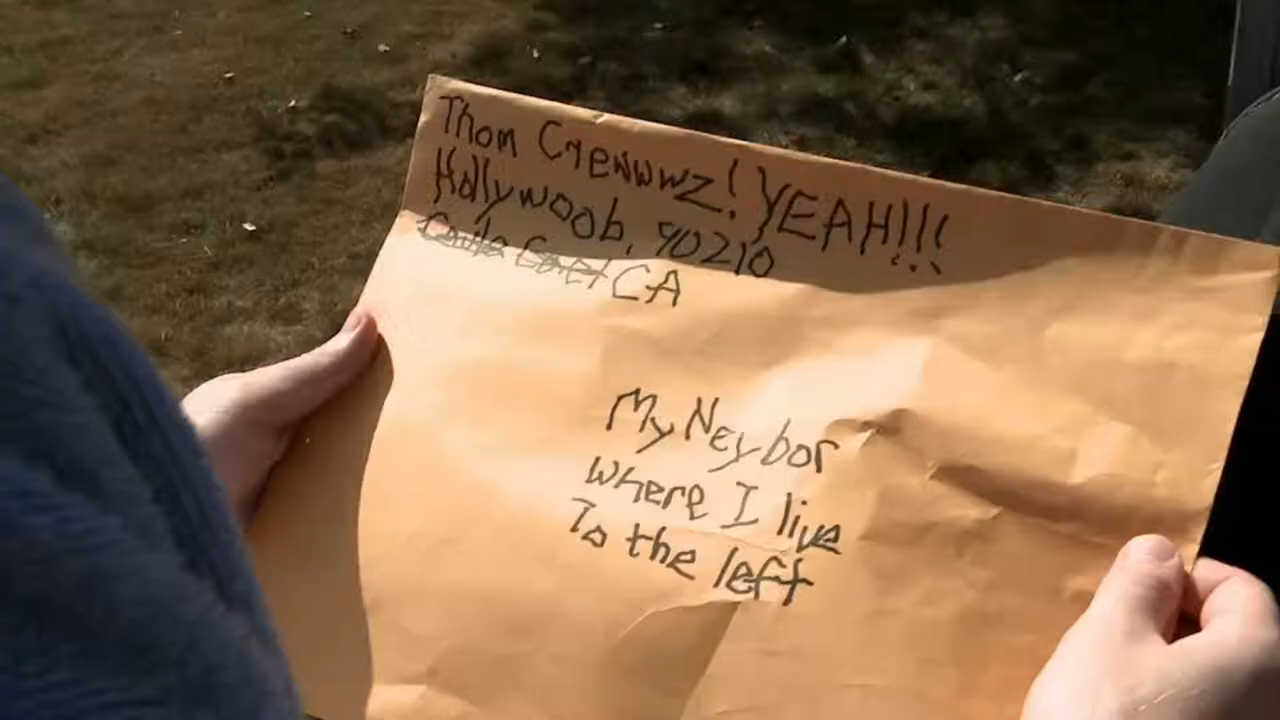 Thom Crewwwz! YEAH!!!
Hollywoob, 90210
CA
My Neybor
where I live
To the left